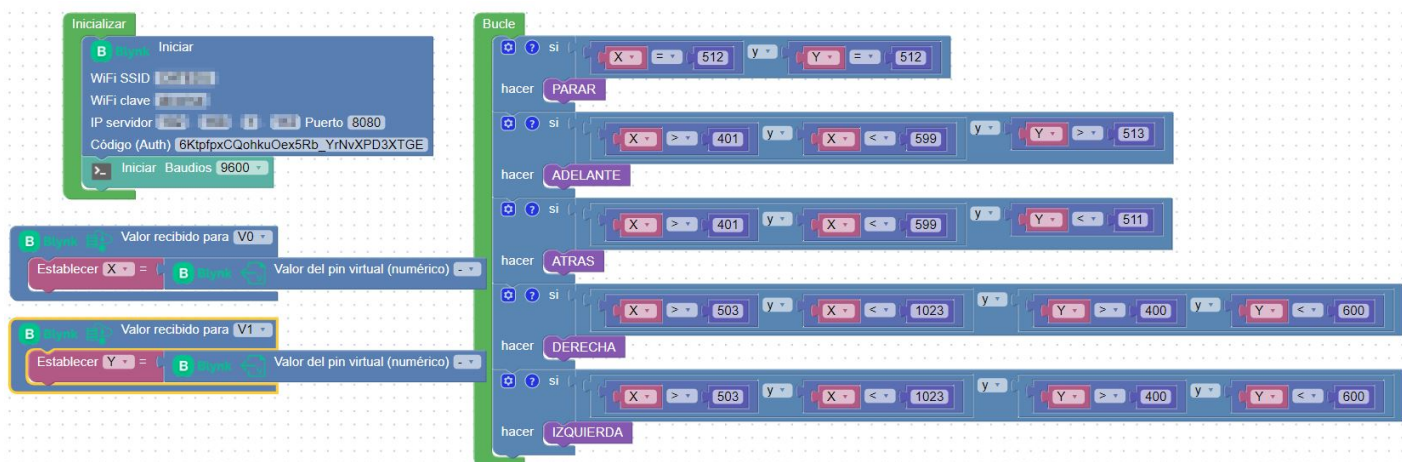 Inicializar
B Blynk Iniciar
WiFi SSID
WiFi clave
IP servidor Puerto 8080
Código (Auth) 6KtpfpxCQohkuOex5Rb_YrNvXPD3XTGE
>_ Iniciar Baudios 9600
B Blynk Valor recibido para V0
Establecer X = B Blynk Valor del pin virtual (numérico) -
B Blynk Valor recibido para V1
Establecer Y = B Blynk Valor del pin virtual (numérico) -
Bucle
? si X = 512 y Y = 512
hacer PARAR
? si X > 401 y X < 599 y Y > 513
hacer ADELANTE
? si X > 401 y X < 599 y Y < 511
hacer ATRAS
? si X > 503 y X < 1023 y Y > 400 y Y < 600
hacer DERECHA
? si X > 503 y X < 1023 y Y > 400 y Y < 600
hacer IZQUIERDA